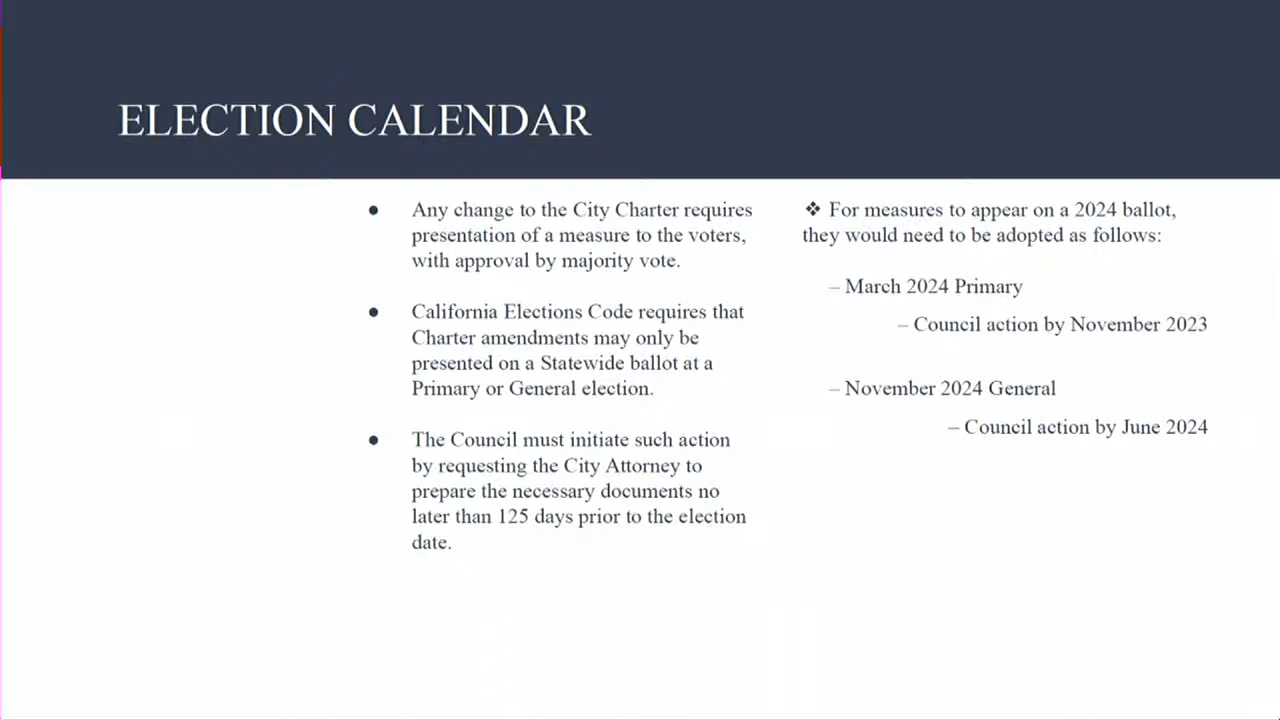 ELECTION CALENDAR
● Any change to the City Charter requires
presentation of a measure to the voters,
with approval by majority vote.
● California Elections Code requires that
Charter amendments may only be
presented on a Statewide ballot at a
Primary or General election.
● The Council must initiate such action
by requesting the City Attorney to
prepare the necessary documents no
later than 125 days prior to the election
date.
❖ For measures to appear on a 2024 ballot,
they would need to be adopted as follows:
– March 2024 Primary
– Council action by November 2023
– November 2024 General
– Council action by June 2024